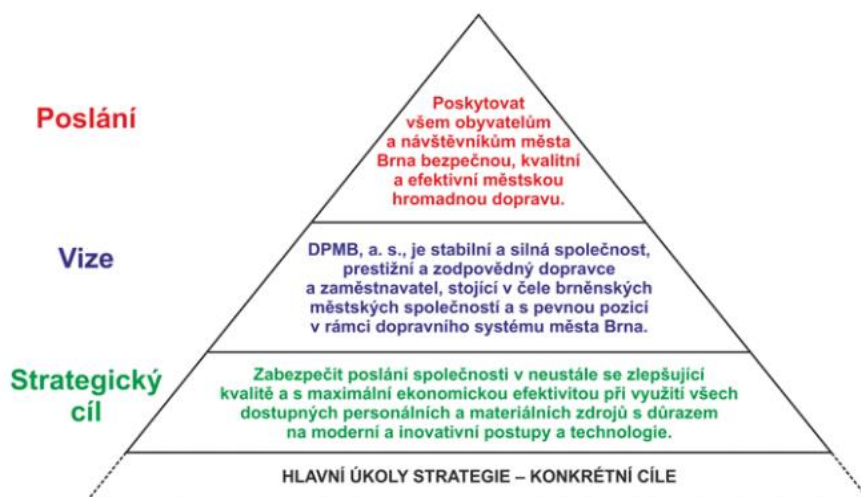 Poslání
Poskytovat
všem obyvatelům
a návštěvníkům města
Brna bezpečnou, kvalitní
a efektivní městskou
hromadnou dopravu.
Vize
DPMB, a. s., je stabilní a silná společnost,
prestižní a zodpovědný dopravce
a zaměstnavatel, stojící v čele brněnských
městských společností a s pevnou pozicí
v rámci dopravního systému města Brna.
Strategický
cíl
Zabezpečit poslání společnosti v neustále se zlepšující
kvalitě a s maximální ekonomickou efektivitou při využití všech
dostupných personálních a materiálních zdrojů s důrazem
na moderní a inovativní postupy a technologie.
HLAVNÍ ÚKOLY STRATEGIE – KONKRÉTNÍ CÍLE